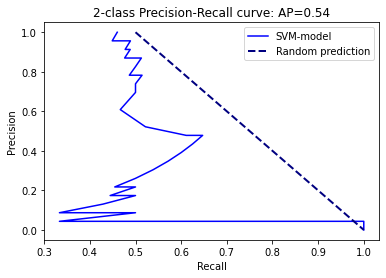 2-class Precision-Recall curve: AP=0.54
SVM-model
Random prediction
Precision
1.0
0.8
0.6
0.4
0.2
0.0
0.3 0.4 0.5 0.6 0.7 0.8 0.9 1.0
Recall